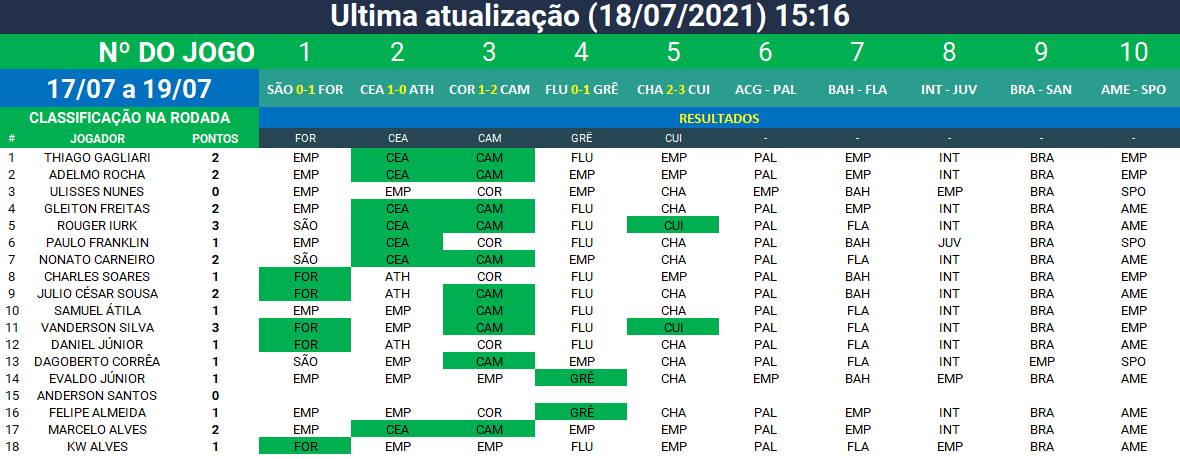 Ultima atualização (18/07/2021) 15:16
Nº DO JOGO 1 2 3 4 5 6 7 8 9 10
17/07 a 19/07 SÃO 0-1 FOR CEA 1-0 ATH COR 1-2 CAM FLU 0-1 GRÊ CHA 2-3 CUI ACG - PAL BAH - FLA INT - JUV BRA - SAN AME - SPO
CLASSIFICAÇÃO NA RODADA RESULTADOS
# JOGADOR PONTOS FOR CEA CAM GRÊ CUI - - - - -
1 THIAGO GAGLIARI 2 EMP CEA CAM FLU EMP PAL EMP INT BRA EMP
2 ADELMO ROCHA 2 EMP CEA CAM EMP EMP PAL EMP INT BRA AME
3 ULISSES NUNES 0 EMP EMP COR EMP CHA EMP BAH EMP BRA SPO
4 GLEITON FREITAS 2 EMP CEA CAM FLU CHA PAL EMP INT BRA AME
5 ROUGER IURK 3 SÃO CEA CAM FLU CUI PAL FLA INT BRA AME
6 PAULO FRANKLIN 1 EMP CEA COR FLU CHA PAL BAH JUV BRA SPO
7 NONATO CARNEIRO 2 SÃO CEA CAM EMP CHA PAL FLA INT BRA AME
8 CHARLES SOARES 1 FOR ATH COR FLU EMP PAL BAH INT BRA EMP
9 JULIO CÉSAR SOUSA 2 FOR ATH CAM FLU CHA PAL BAH INT BRA AME
10 SAMUEL ÁTILA 1 EMP EMP CAM FLU CHA PAL FLA INT BRA EMP
11 VANDERSON SILVA 3 FOR EMP CAM FLU CUI PAL FLA INT BRA EMP
12 DANIEL JÚNIOR 1 FOR ATH COR FLU CHA PAL FLA INT BRA AME
13 DAGOBERTO CORRÊA 1 SÃO EMP CAM EMP CHA PAL FLA INT EMP SPO
14 EVALDO JÚNIOR 1 EMP EMP EMP GRÊ CHA EMP BAH EMP BRA AME
15 ANDERSON SANTOS 0
16 FELIPE ALMEIDA 1 EMP EMP COR GRÊ CHA PAL EMP INT BRA AME
17 MARCELO ALVES 2 EMP CEA CAM EMP EMP PAL EMP INT BRA AME
18 KW ALVES 1 FOR EMP EMP FLU EMP PAL FLA EMP BRA AME